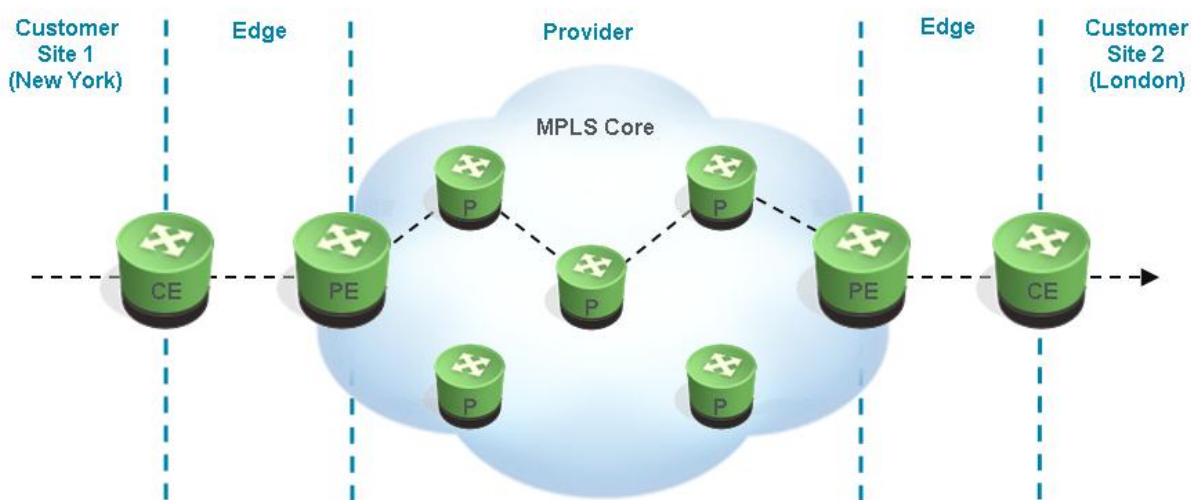 Customer
Site 1
(New York)
Edge
Provider
Edge
Customer
Site 2
(London)
MPLS Core
P
P
CE
PE
P
PE
CE
P
P